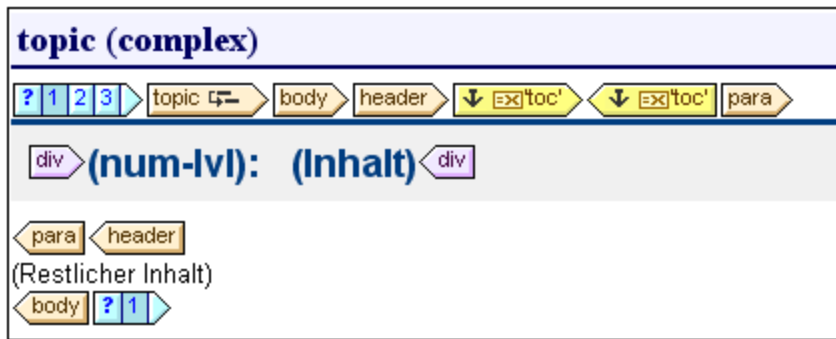 topic (complex)
? 1 2 3 topic body header 'toc' 'toc' para
div (num-lvl): (Inhalt) div
para header
(Restlicher Inhalt)
body ? 1